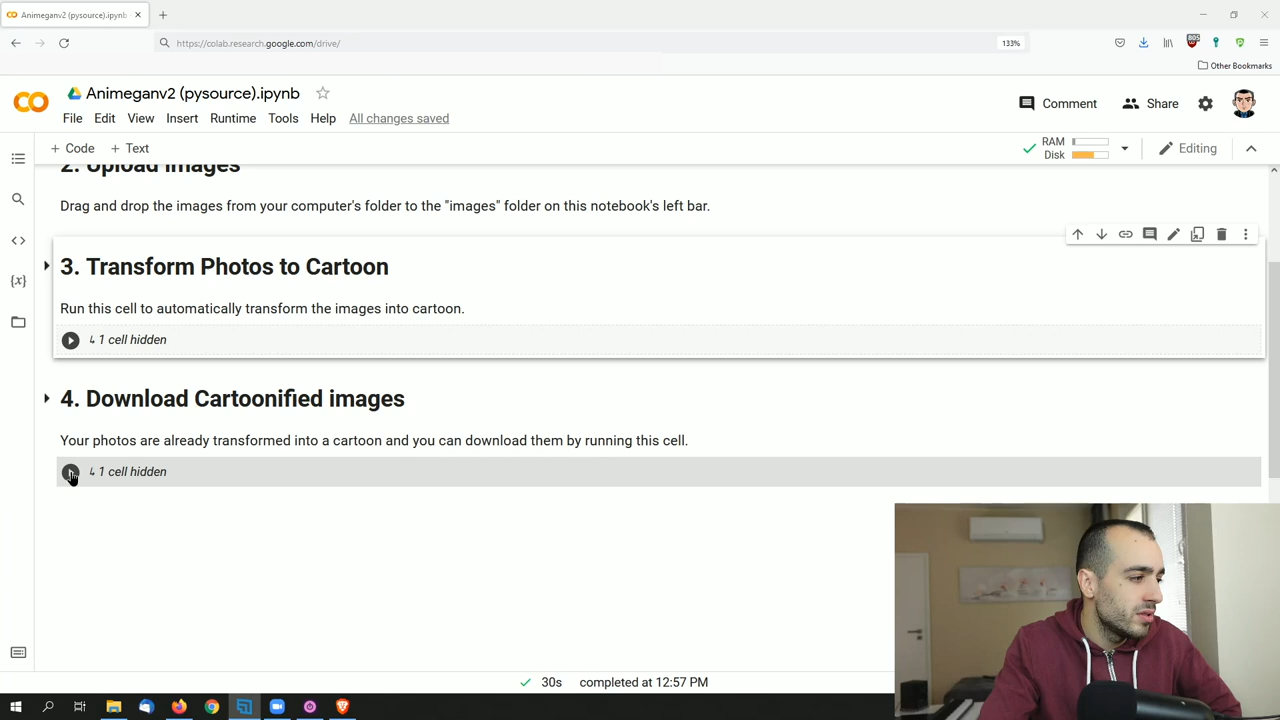 Animeganv2 (pysource).ipynb
https://colab.research.google.com/drive/
133%
Other Bookmarks
Animeganv2 (pysource).ipynb
Comment
Share
File Edit View Insert Runtime Tools Help All changes saved
+ Code + Text
RAM
Disk
Editing
2. Upload Images
Drag and drop the images from your computer's folder to the "images" folder on this notebook's left bar.
3. Transform Photos to Cartoon
Run this cell to automatically transform the images into cartoon.
↳ 1 cell hidden
4. Download Cartoonified images
Your photos are already transformed into a cartoon and you can download them by running this cell.
↳ 1 cell hidden
30s completed at 12:57 PM